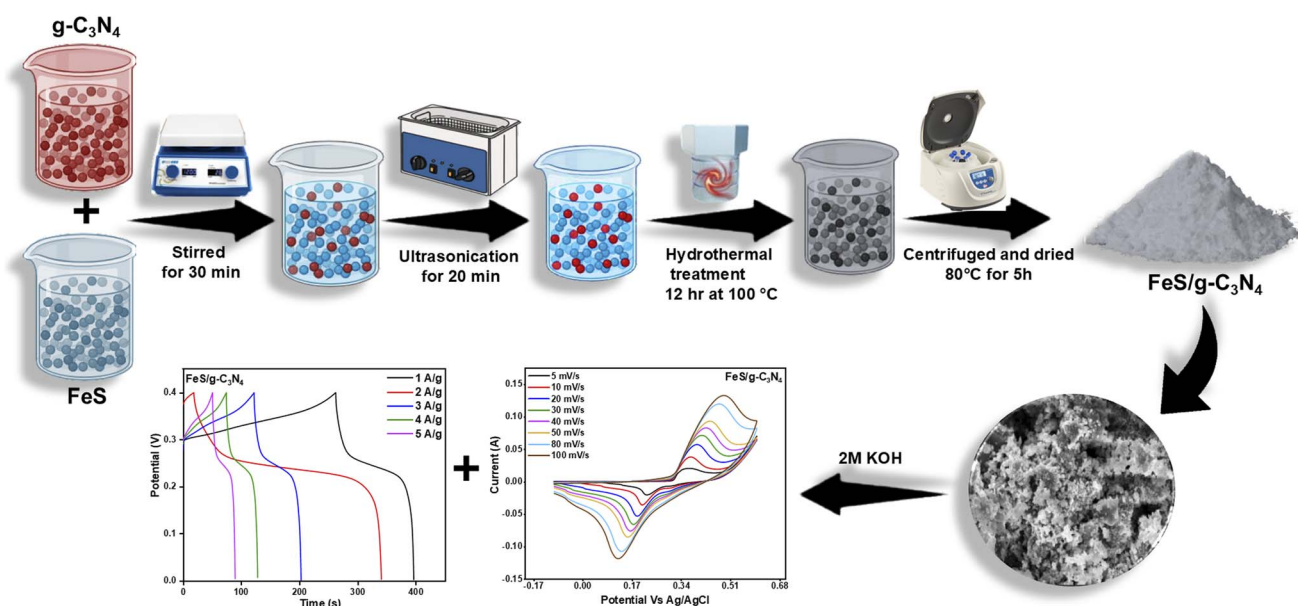 g-C₃N₄
+
FeS
Stirred
for 30 min
Ultrasonication
for 20 min
Hydrothermal
treatment
12 hr at 100 °C
Centrifuged and dried
80°C for 5h
FeS/g-C₃N₄
2M KOH
+
FeS/g-C₃N₄
1 A/g
2 A/g
3 A/g
4 A/g
5 A/g
Potential (V)
0.4
0.3
0.2
0.1
0.0
0 100 200 300 400
Time (s)
FeS/g-C₃N₄
5 mV/s
10 mV/s
20 mV/s
30 mV/s
40 mV/s
50 mV/s
80 mV/s
100 mV/s
Current (A)
0.15
0.10
0.05
0.00
-0.05
-0.10
-0.15
-0.17 0.00 0.17 0.34 0.51 0.68
Potential Vs Ag/AgCl